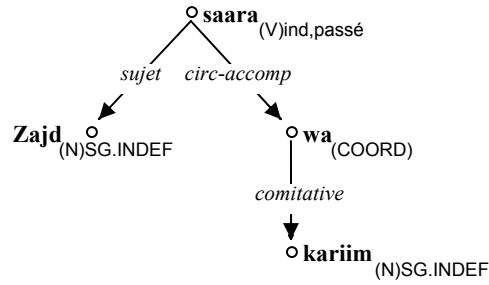 saara(V)ind,passé
sujet circ-accomp
Zajd(N)SG.INDEF wa(COORD)
comitative
kariim(N)SG.INDEF